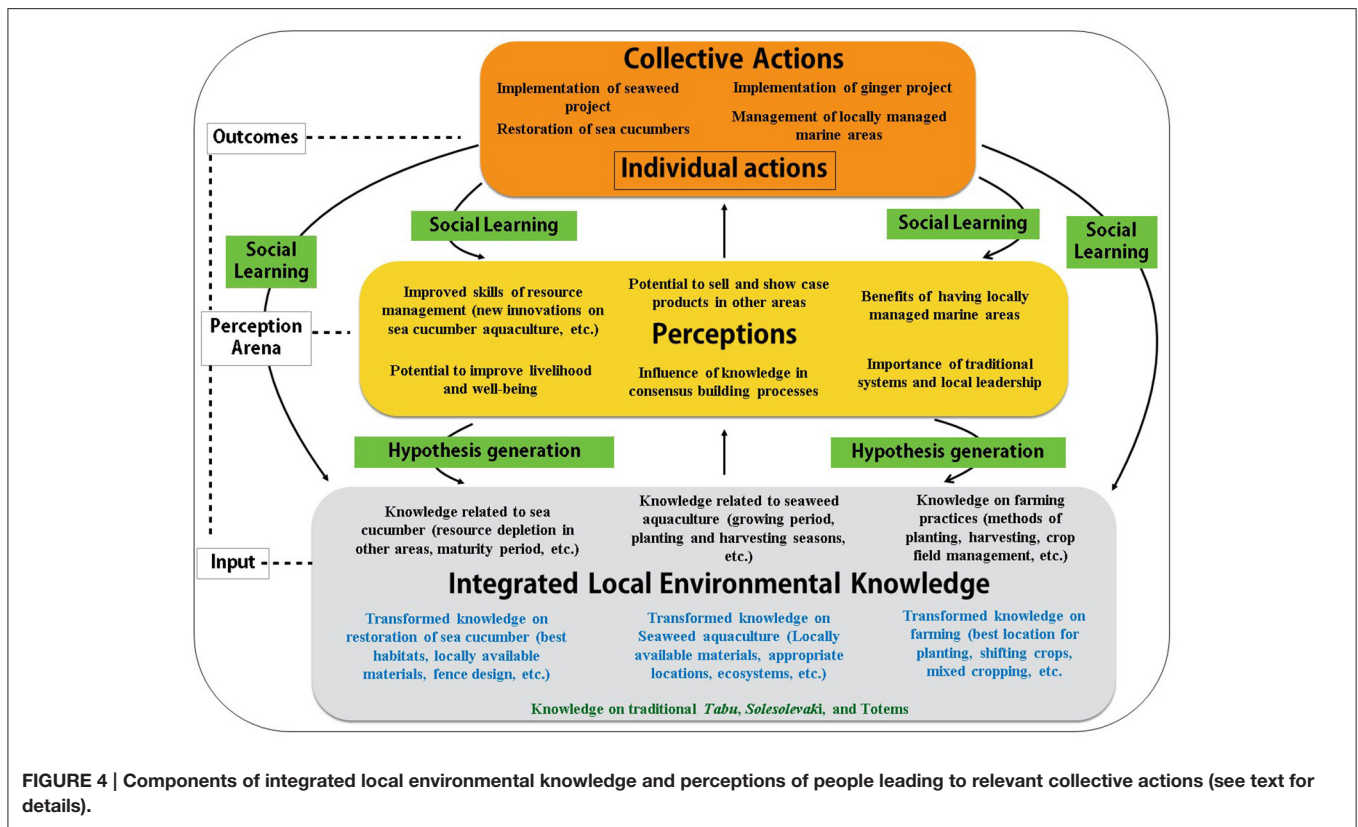 Collective Actions
Implementation of seaweed
project
Restoration of sea cucumbers
Implementation of ginger project
Management of locally managed
marine areas
Individual actions
Outcomes
Social Learning
Social Learning
Social
Learning
Social
Learning
Perception
Arena
Improved skills of resource
management (new innovations on
sea cucumber aquaculture, etc.)
Potential to sell and show case
products in other areas
Benefits of having locally
managed marine areas
Perceptions
Potential to improve livelihood
and well-being
Influence of knowledge in
consensus building processes
Importance of traditional
systems and local leadership
Hypothesis generation
Hypothesis generation
Input
Knowledge related to sea
cucumber (resource depletion in
other areas, maturity period, etc.)
Knowledge related to seaweed
aquaculture (growing period,
planting and harvesting seasons,
etc.)
Knowledge on farming
practices (methods of
planting, harvesting, crop
field management, etc.)
Integrated Local Environmental Knowledge
Transformed knowledge on
restoration of sea cucumber (best
habitats, locally available
materials, fence design, etc.)
Transformed knowledge on
Seaweed aquaculture (Locally
available materials, appropriate
locations, ecosystems, etc.)
Transformed knowledge on
farming (best location for
planting, shifting crops,
mixed cropping, etc.
Knowledge on traditional Tabu, Solesolevaki, and Totems
FIGURE 4 | Components of integrated local environmental knowledge and perceptions of people leading to relevant collective actions (see text for
details).